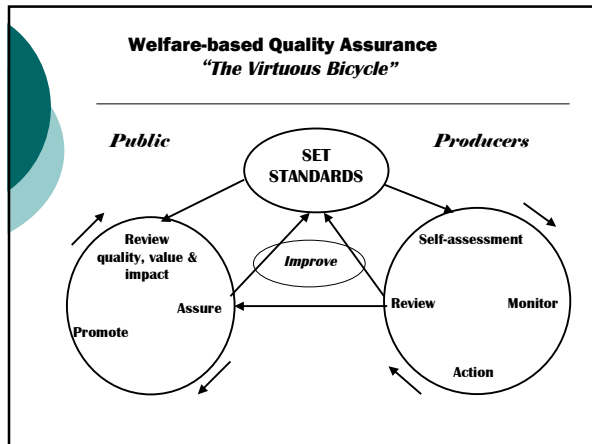 Welfare-based Quality Assurance
“The Virtuous Bicycle”
Public
Producers
SET
STANDARDS
Review
quality, value &
impact
Assure
Promote
Improve
Self-assessment
Review
Monitor
Action